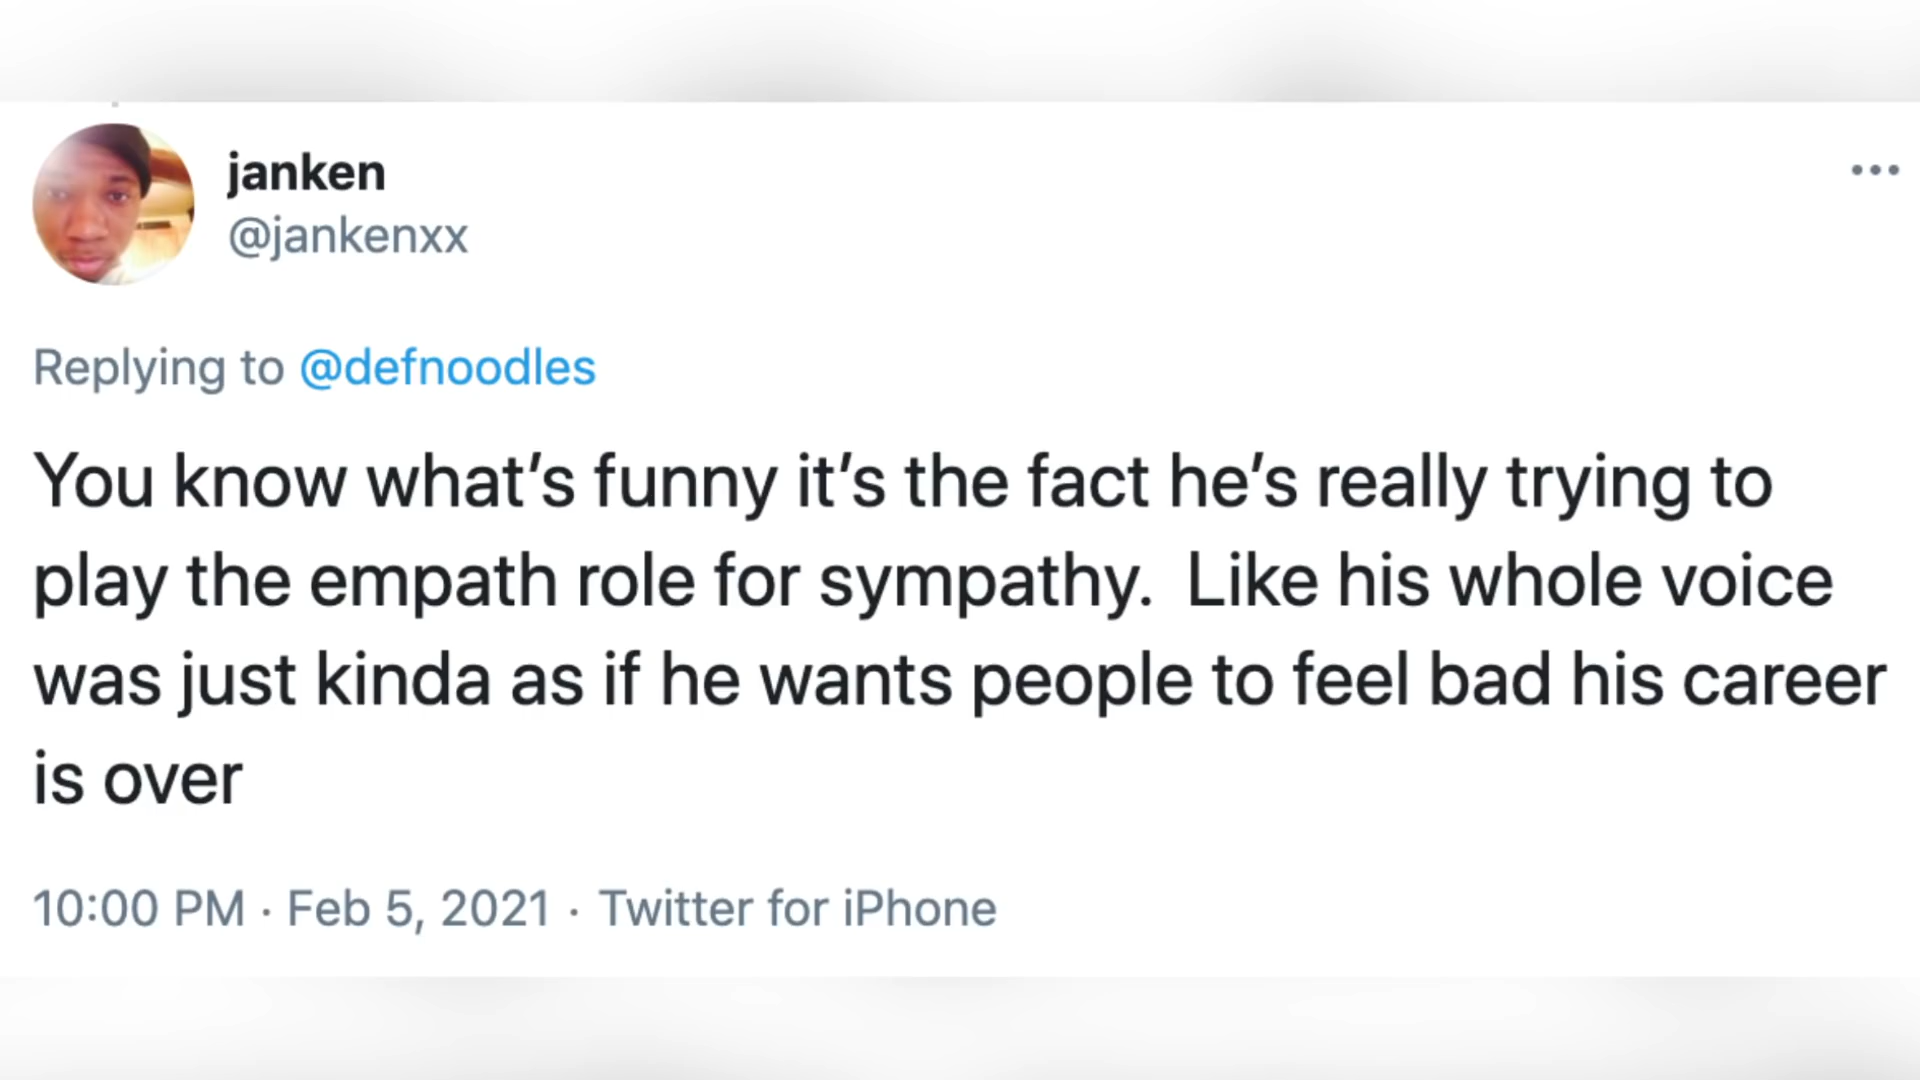 janken
@jankenxx
Replying to @defnoodles
You know what’s funny it’s the fact he’s really trying to
play the empath role for sympathy.  Like his whole voice
was just kinda as if he wants people to feel bad his career
is over
10:00 PM · Feb 5, 2021 · Twitter for iPhone